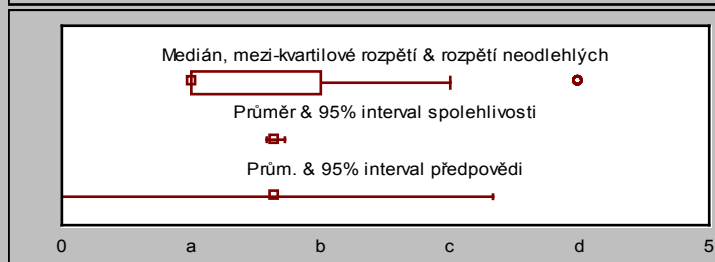 Medián, mezi-kvartilové rozpětí & rozpětí neodlehlých
Průměr & 95% interval spolehlivosti
Prům. & 95% interval předpovědi
0 a b c d 5